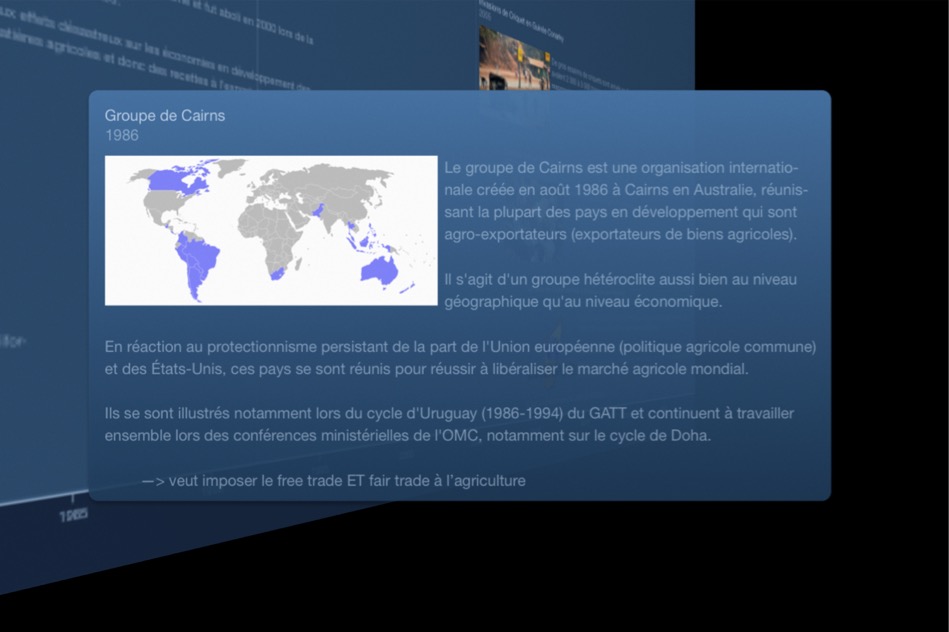 et fut aboli en 2000 lors de la
effets désastreux sur les économies en développement
agricoles et donc des recettes à
Groupe de Cairns
1986
Le groupe de Cairns est une organisation internatio-
nale créée en août 1986 à Cairns en Australie, réunis-
sant la plupart des pays en développement qui sont
agro-exportateurs (exportateurs de biens agricoles).
Il s'agit d'un groupe hétéroclite aussi bien au niveau
géographique qu'au niveau économique.
En réaction au protectionnisme persistant de la part de l'Union européenne (politique agricole commune)
et des États-Unis, ces pays se sont réunis pour réussir à libéraliser le marché agricole mondial.
Ils se sont illustrés notamment lors du cycle d'Uruguay (1986-1994) du GATT et continuent à travailler
ensemble lors des conférences ministérielles de l'OMC, notamment sur le cycle de Doha.
—> veut imposer le free trade ET fair trade à l'agriculture